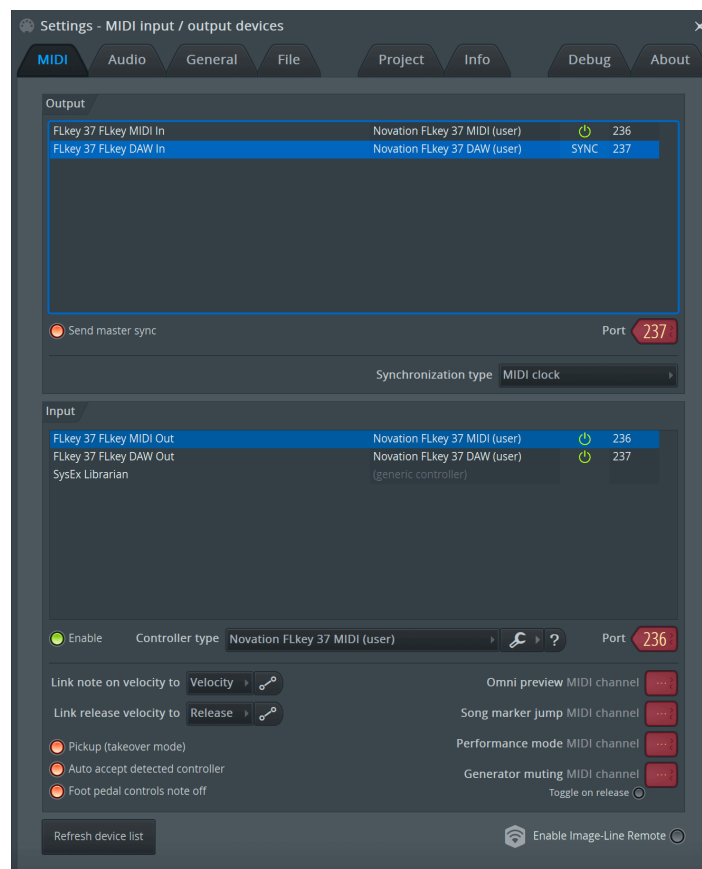 Settings - MIDI input / output devices
MIDI Audio General File Project Info Debug About
Output
FLkey 37 FLkey MIDI In Novation FLkey 37 MIDI (user) 236
FLkey 37 FLkey DAW In Novation FLkey 37 DAW (user) SYNC 237
Send master sync Port 237
Synchronization type MIDI clock
Input
FLkey 37 FLkey MIDI Out Novation FLkey 37 MIDI (user) 236
FLkey 37 FLkey DAW Out Novation FLkey 37 DAW (user) 237
SysEx Librarian (generic controller)
Enable Controller type Novation FLkey 37 MIDI (user) ? Port 236
Link note on velocity to Velocity Omni preview MIDI channel ---
Link release velocity to Release Song marker jump MIDI channel ---
Pickup (takeover mode) Performance mode MIDI channel ---
Auto accept detected controller Generator muting MIDI channel ---
Foot pedal controls note off Toggle on release
Refresh device list Enable Image-Line Remote